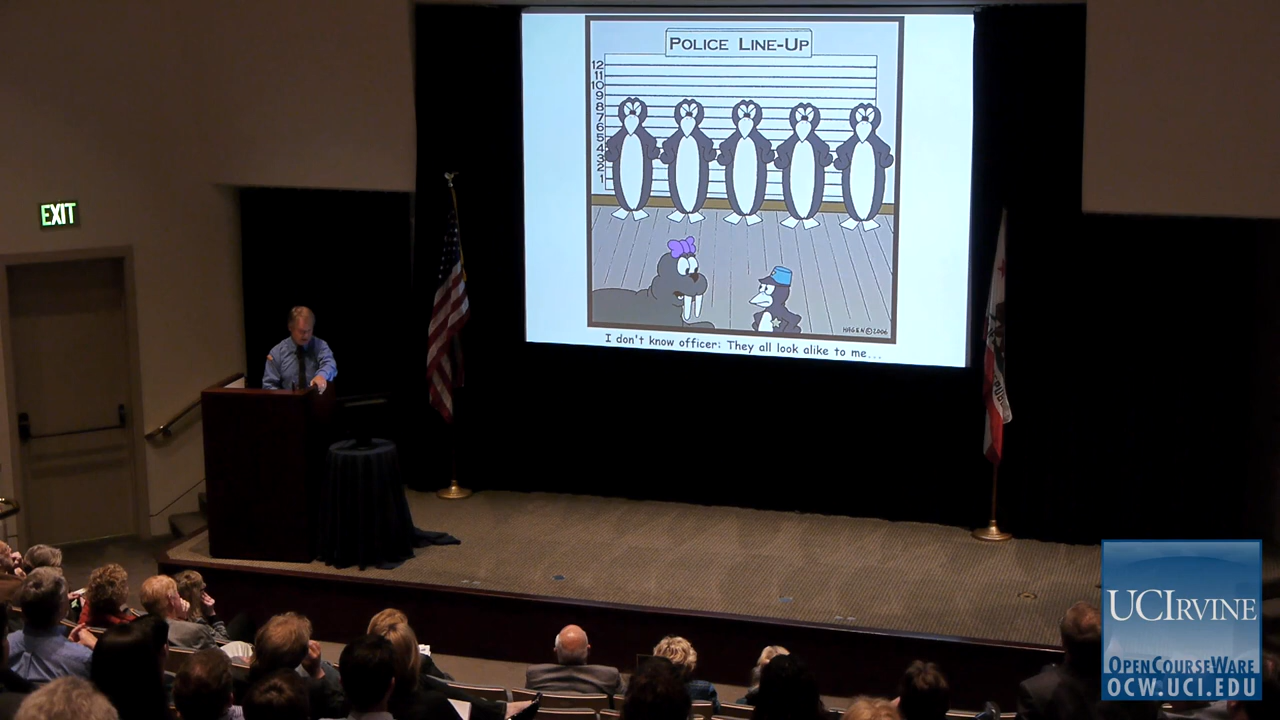 POLICE LINE-UP
12
11
10
9
8
7
6
5
4
3
2
1
HAGEN©2006
I don't know officer: They all look alike to me...
EXIT
UCIRVINE
OPENCOURSEWARE
OCW.UCI.EDU